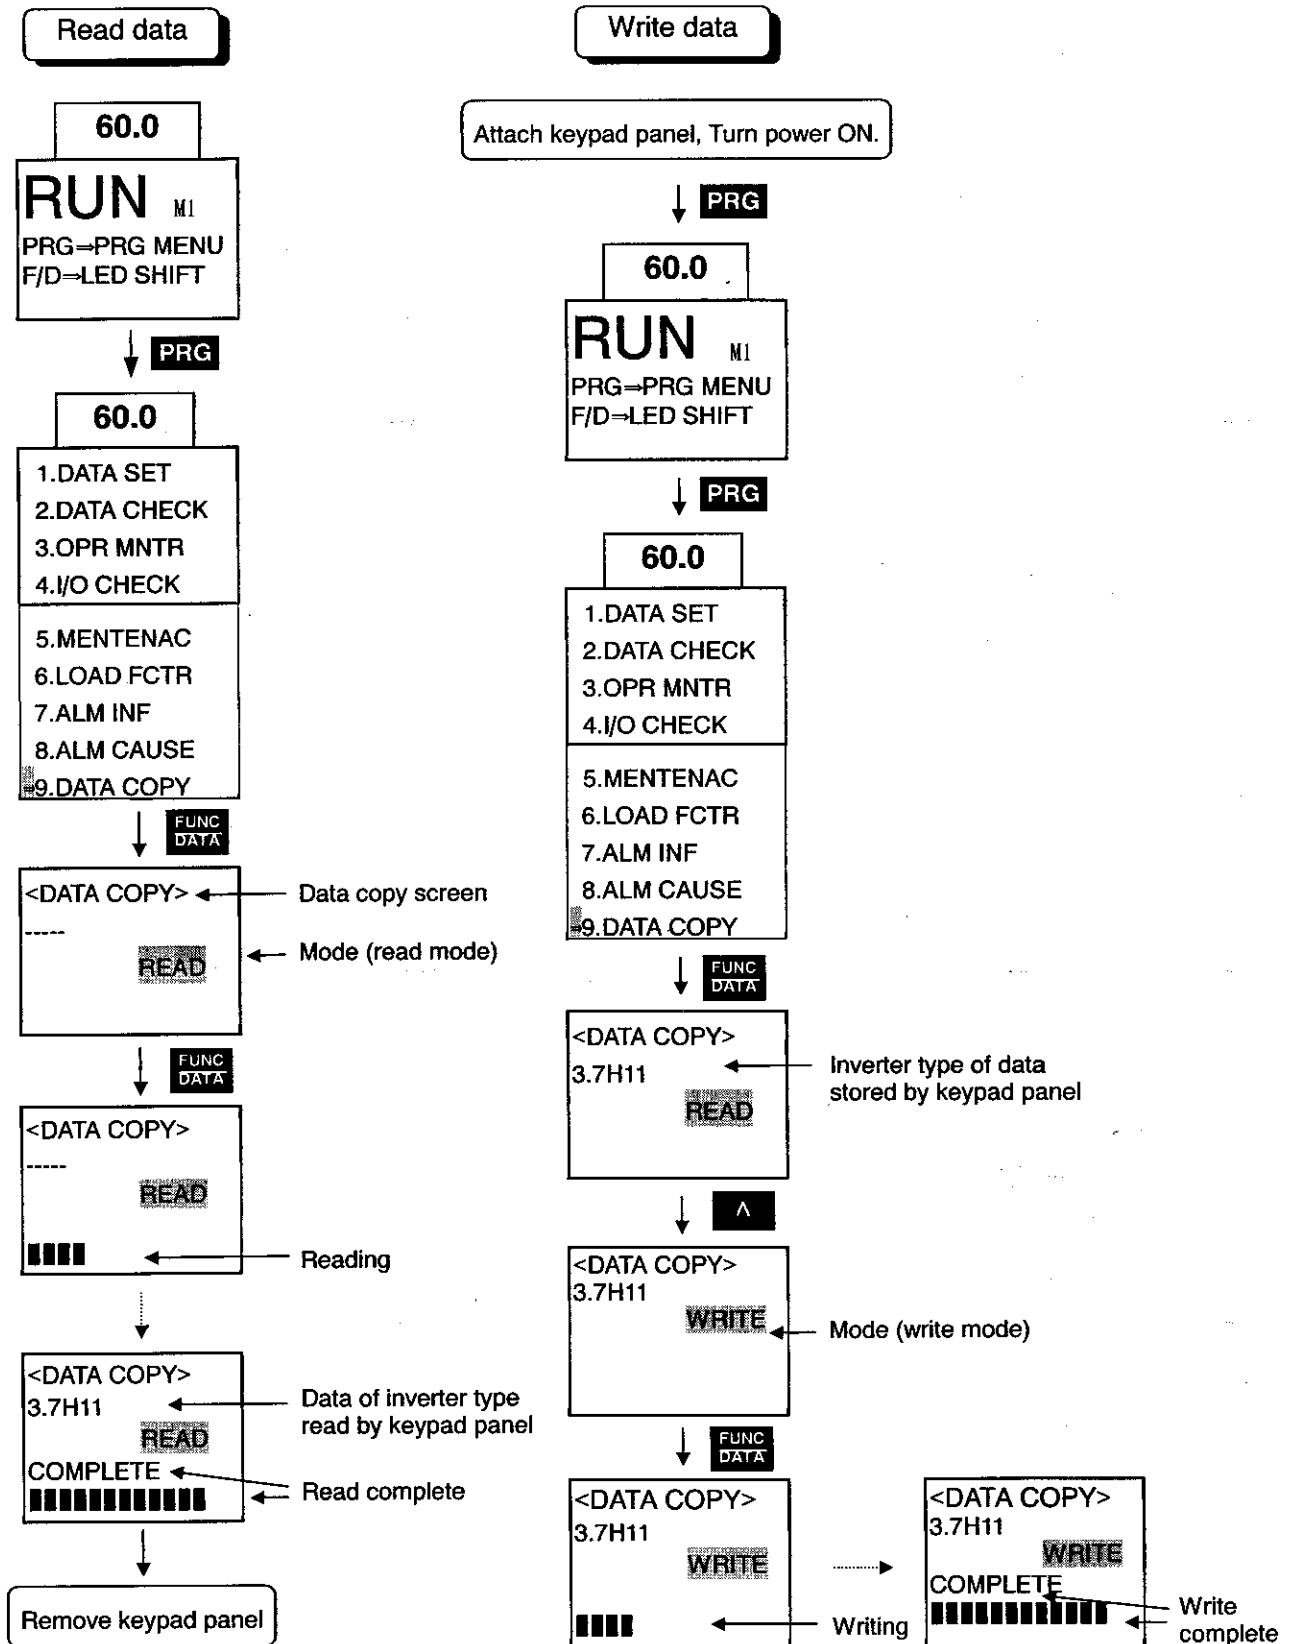 Read data
60.0
RUN M1
PRG⇒PRG MENU
F/D⇒LED SHIFT
PRG
60.0
1.DATA SET
2.DATA CHECK
3.OPR MNTR
4.I/O CHECK
5.MENTENAC
6.LOAD FCTR
7.ALM INF
8.ALM CAUSE
9.DATA COPY
FUNC
DATA
<DATA COPY>
Data copy screen
-----
READ
Mode (read mode)
FUNC
DATA
<DATA COPY>
-----
READ
Reading
<DATA COPY>
3.7H11
Data of inverter type
read by keypad panel
READ
COMPLETE
Read complete
Remove keypad panel
Write data
Attach keypad panel, Turn power ON.
PRG
60.0
RUN M1
PRG⇒PRG MENU
F/D⇒LED SHIFT
PRG
60.0
1.DATA SET
2.DATA CHECK
3.OPR MNTR
4.I/O CHECK
5.MENTENAC
6.LOAD FCTR
7.ALM INF
8.ALM CAUSE
9.DATA COPY
FUNC
DATA
<DATA COPY>
3.7H11
Inverter type of data
stored by keypad panel
READ
∧
<DATA COPY>
3.7H11
WRITE
Mode (write mode)
FUNC
DATA
<DATA COPY>
3.7H11
WRITE
Writing
<DATA COPY>
3.7H11
WRITE
COMPLETE
Write
complete